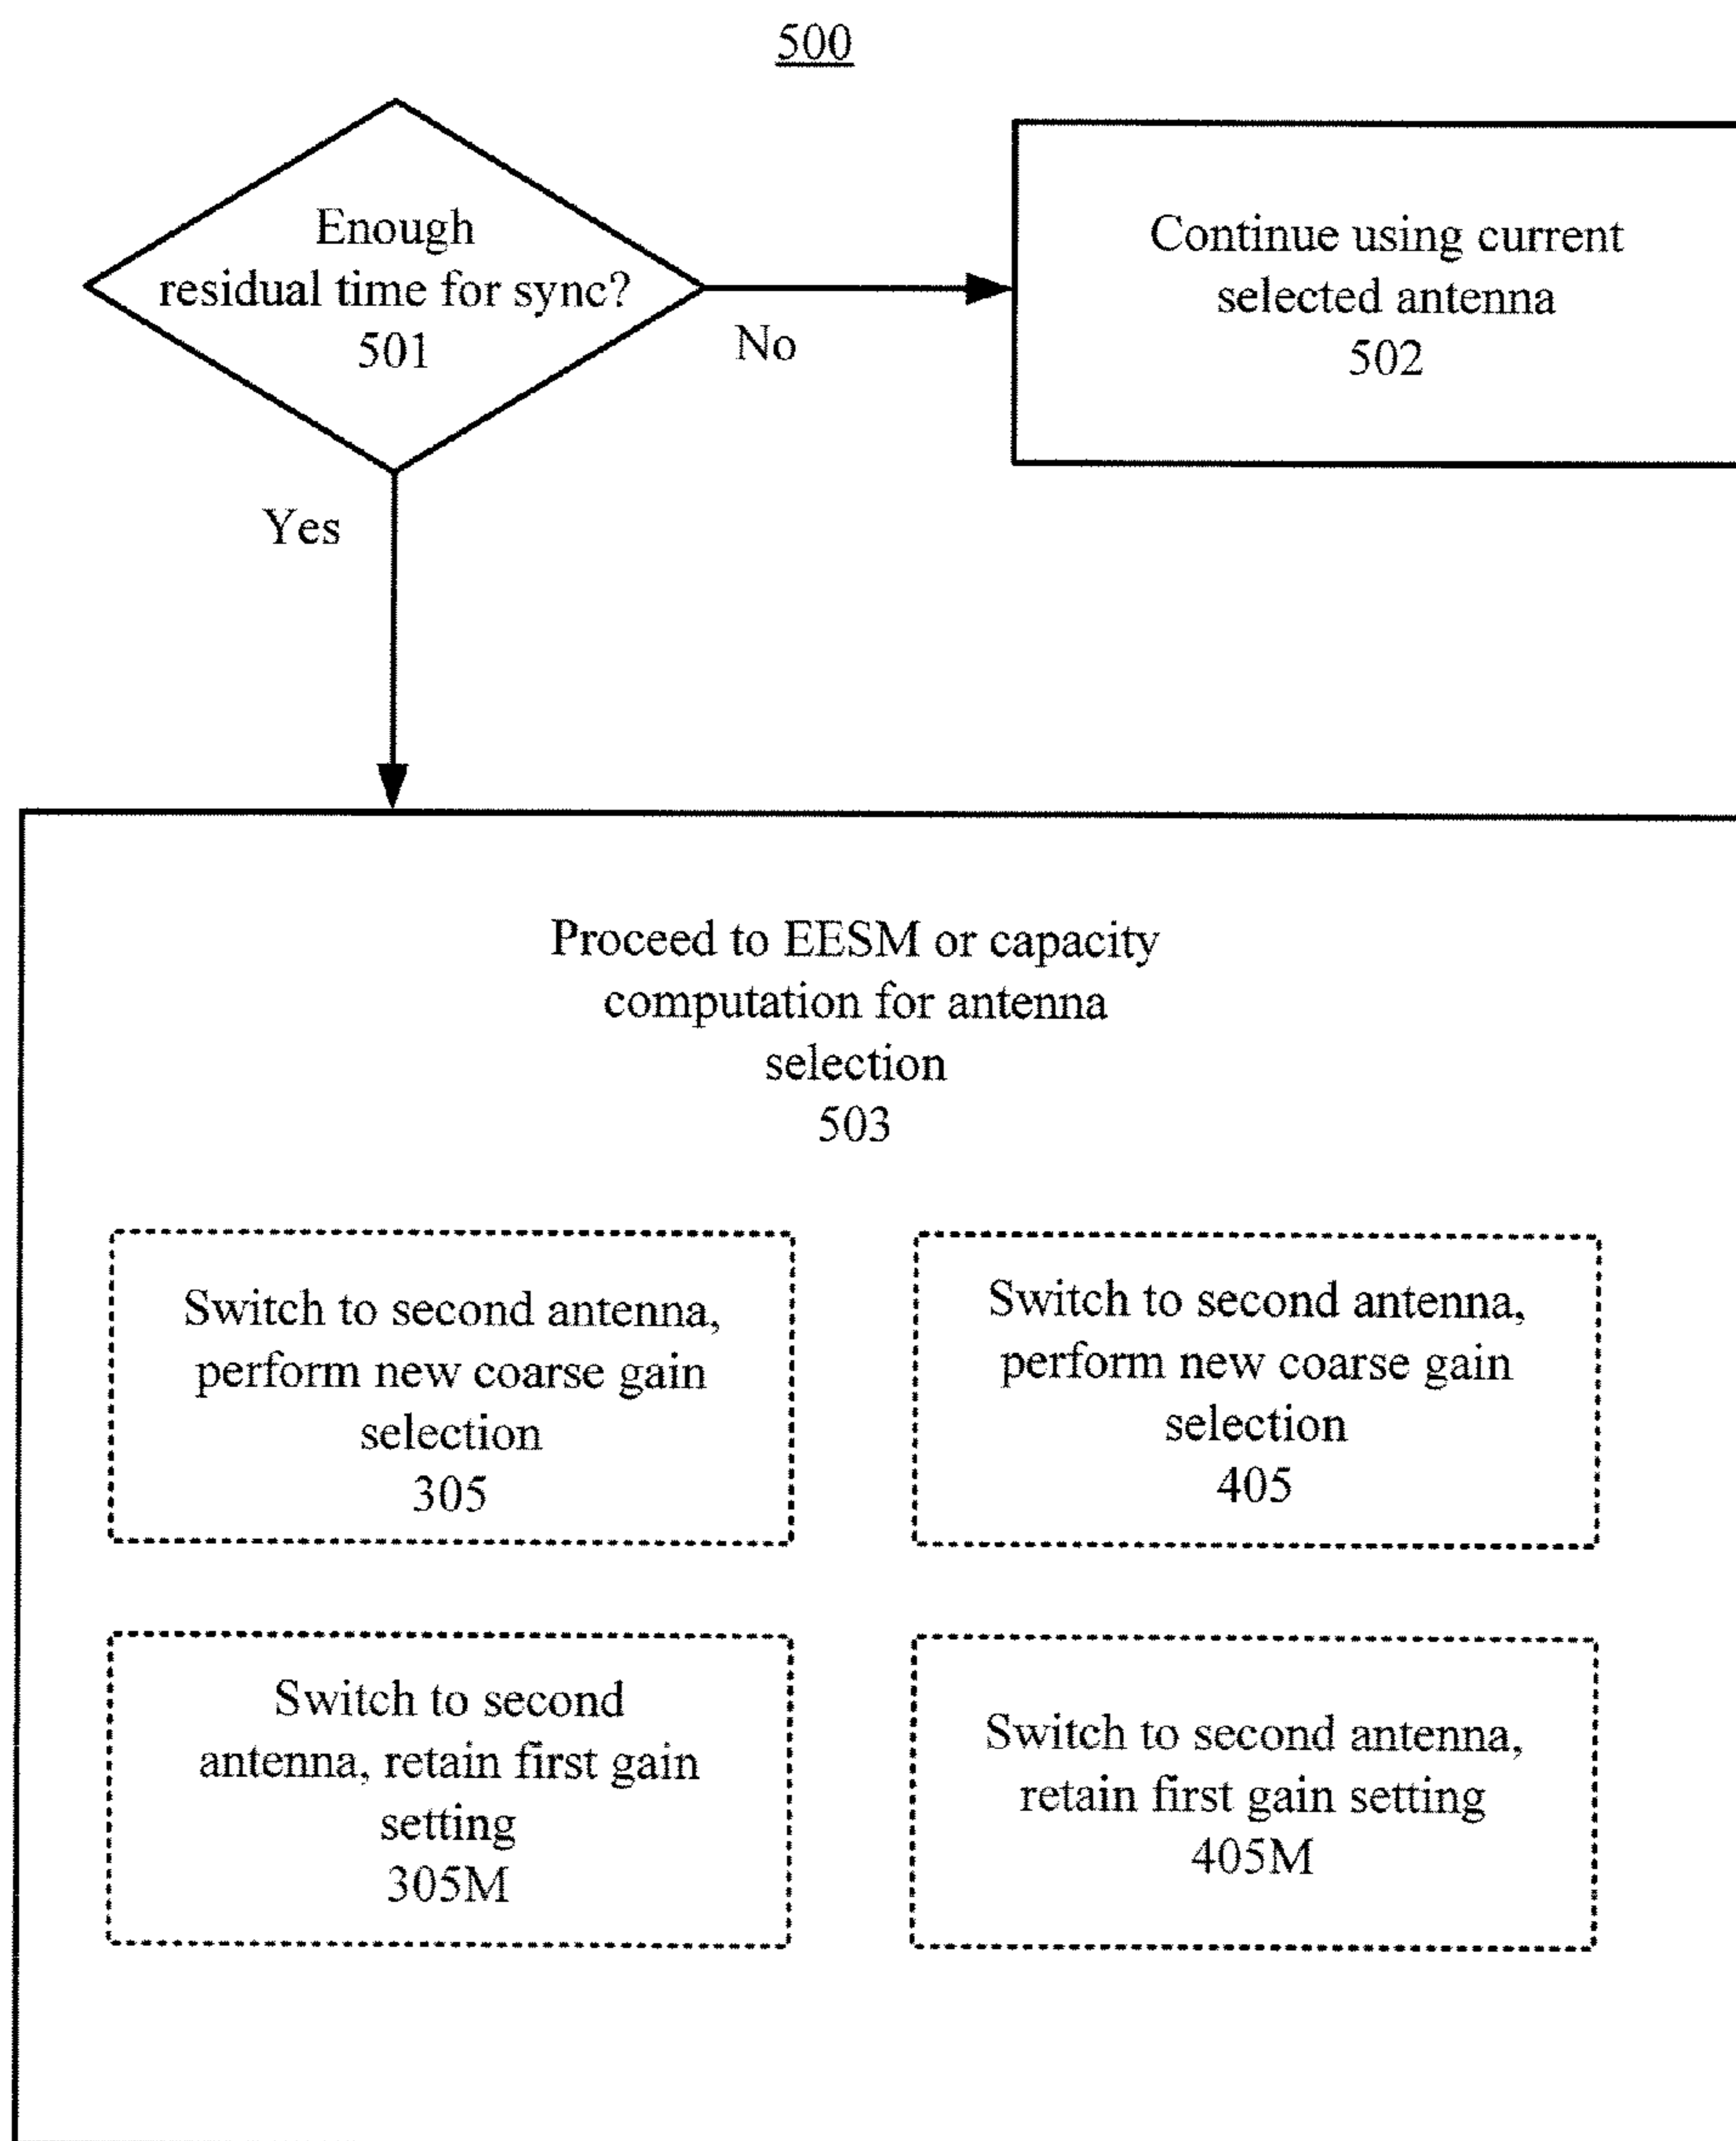 500
Enough
residual time for sync?
501
No
Continue using current
selected antenna
502
Yes
Proceed to EESM or capacity
computation for antenna
selection
503
Switch to second antenna,
perform new coarse gain
selection
305
Switch to second antenna,
perform new coarse gain
selection
405
Switch to second
antenna, retain first gain
setting
305M
Switch to second antenna,
retain first gain setting
405M